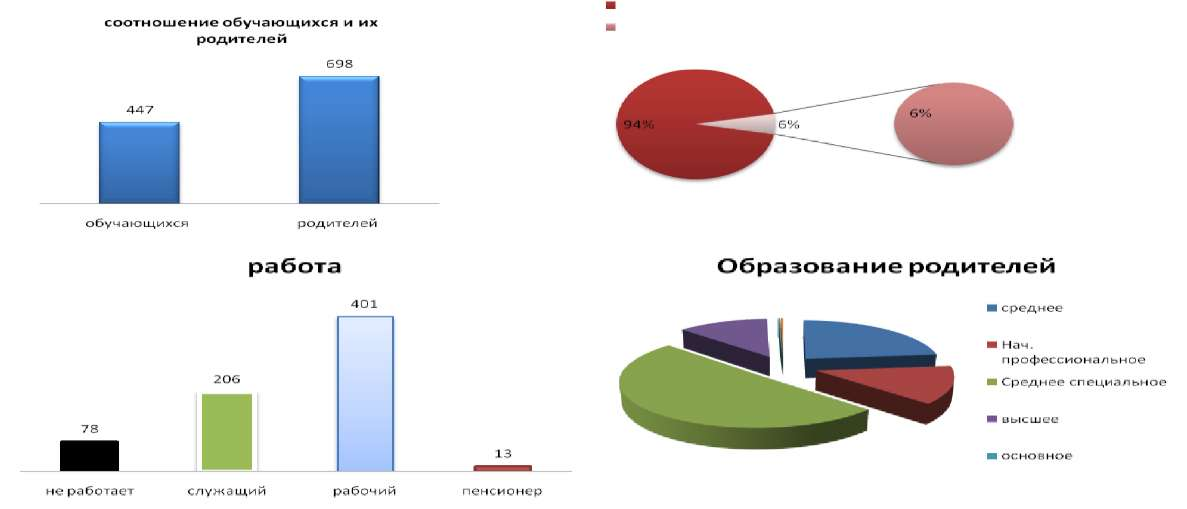 соотношение обучающихся и их
родителей
447
698
обучающихся
родителей
94%
6%
6%
работа
78
206
401
13
не работает
служащий
рабочий
пенсионер
Образование родителей
среднее
Нач.
профессиональное
Среднее специальное
высшее
основное